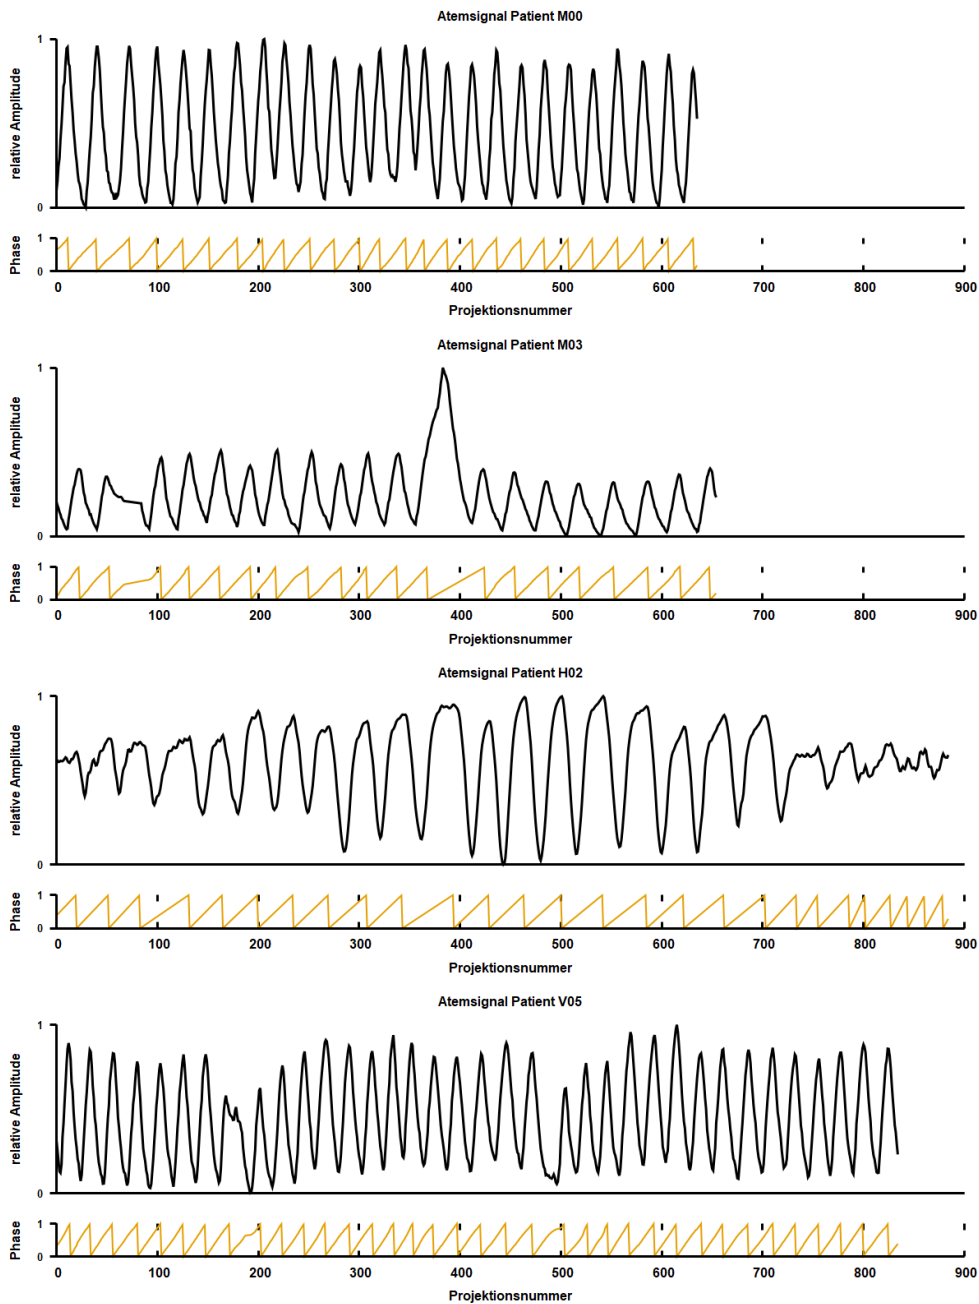 Atemsignal Patient M00
relative Amplitude
1
0
Phase
1
0
0 100 200 300 400 500 600 700 800 900
Projektionsnummer
Atemsignal Patient M03
relative Amplitude
1
0
Phase
1
0
0 100 200 300 400 500 600 700 800 900
Projektionsnummer
Atemsignal Patient H02
relative Amplitude
1
0
Phase
1
0
0 100 200 300 400 500 600 700 800 900
Projektionsnummer
Atemsignal Patient V05
relative Amplitude
1
0
Phase
1
0
0 100 200 300 400 500 600 700 800 900
Projektionsnummer